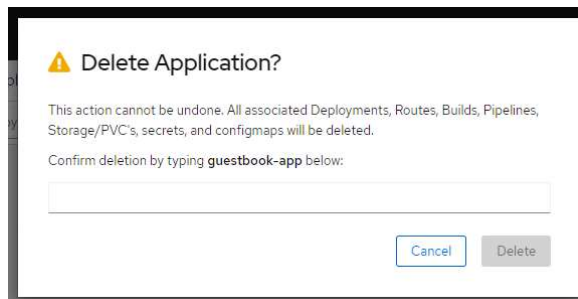 Delete Application?
This action cannot be undone. All associated Deployments, Routes, Builds, Pipelines,
Storage/PVC's, secrets, and configmaps will be deleted.
Confirm deletion by typing guestbook-app below:
Cancel
Delete